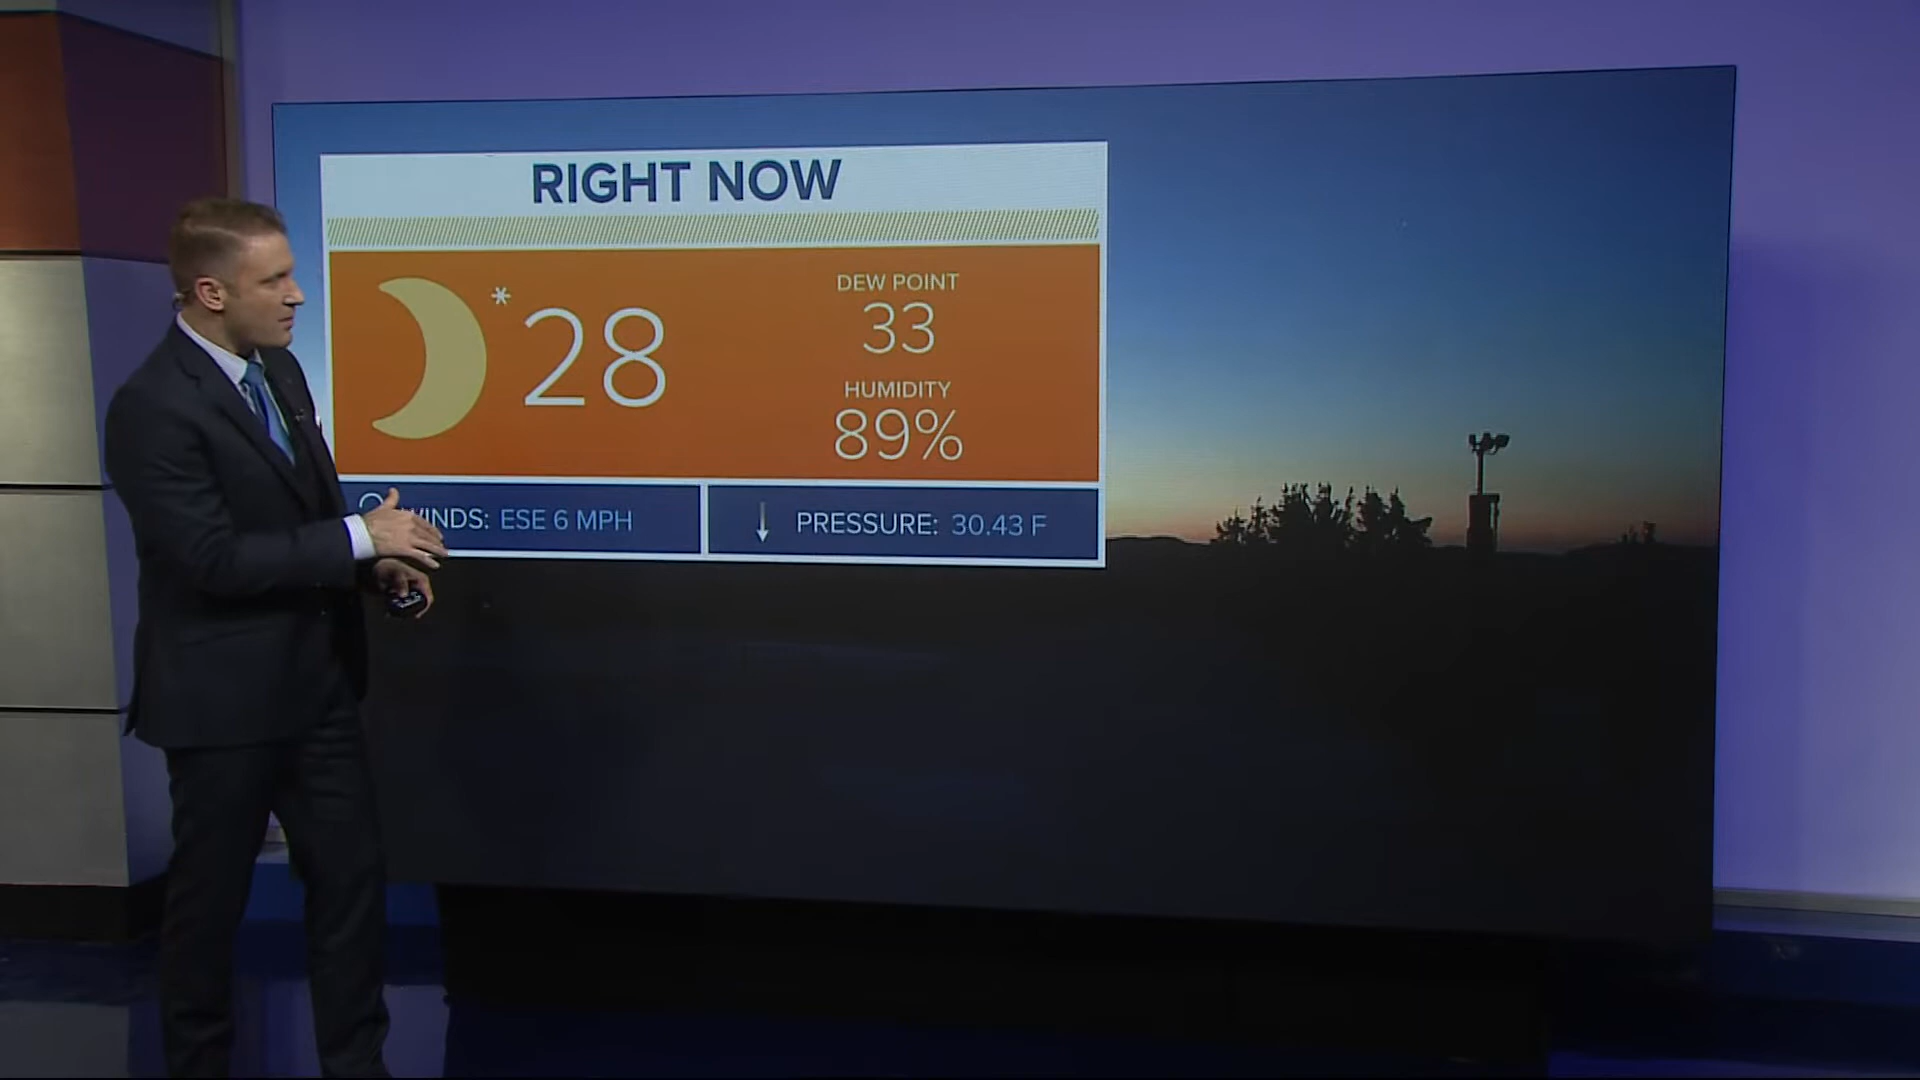 RIGHT NOW
*28
DEW POINT
33
HUMIDITY
89%
WINDS: ESE 6 MPH
PRESSURE: 30.43 F